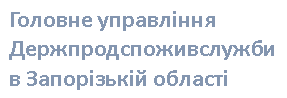 Головне управління
Держпродспоживслужби
в Запорізькій області